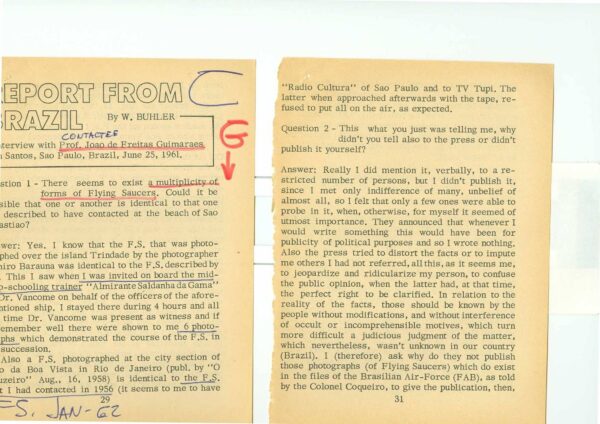 REPORT FROM
BRAZIL
By W. BUHLER
CONTACTEE
C
G
interview with Prof. Joao de Freitas Guimaraes
Santos, Sao Paulo, Brazil, June 25, 1961.
stion 1 - There seems to exist a multiplicity of
forms of Flying Saucers. Could it be
sible that one or another is identical to that one
described to have contacted at the beach of Sao
astiao?
wer: Yes, I know that the F.S. that was photo-
phed over the island Trindade by the photographer
iro Barauna was identical to the F.S. described by
This I saw when I was invited on board the mid-
p-schooling trainer "Almirante Saldanha da Gama"
Dr. Vancome on behalf of the officers of the afore-
ntioned ship, I stayed there during 4 hours and all
time Dr. Vancome was present as witness and if
emember well there were shown to me 6 photo-
phs which demonstrated the course of the F.S. in
succession.
Also a F.S. photographed at the city section of
o da Boa Vista in Rio de Janeiro (publ. by "O
uzeiro" Aug., 16, 1958) is identical to the F.S.
t I had contacted in 1956 (it seems to me to have
29
FS. JAN-62
"Radio Cultura" of Sao Paulo and to TV Tupi. The
latter when approached afterwards with the tape, re-
fused to put all on the air, as expected.
Question 2 - This what you just was telling me, why
didn't you tell also to the press or didn't
publish it yourself?
Answer: Really I did mention it, verbally, to a re-
stricted number of persons, but I didn't publish it,
since I met only indifference of many, unbelief of
almost all, so I felt that only a few ones were able to
probe in it, when, otherwise, for myself it seemed of
utmost importance. They announced that whenever I
would write something this would have been for
publicity of political purposes and so I wrote nothing.
Also the press tried to distort the facts or to impute
me others I had not referred, all this, as it seems me,
to jeopardize and ridicularize my person, to confuse
the public opinion, when the latter had, at that time,
the perfect right to be clarified. In relation to the
reality of the facts, those should be known by the
people without modifications, and without interference
of occult or incomprehensible motives, which turn
more difficult a judicious judgment of the matter,
which nevertheless, wasn't unknown in our country
(Brazil). I (therefore) ask why do they not publish
those photographs (of Flying Saucers) which do exist
in the files of the Brasilian Air-Force (FAB), as told
by the Colonel Coqueiro, to give the publication, then,
31